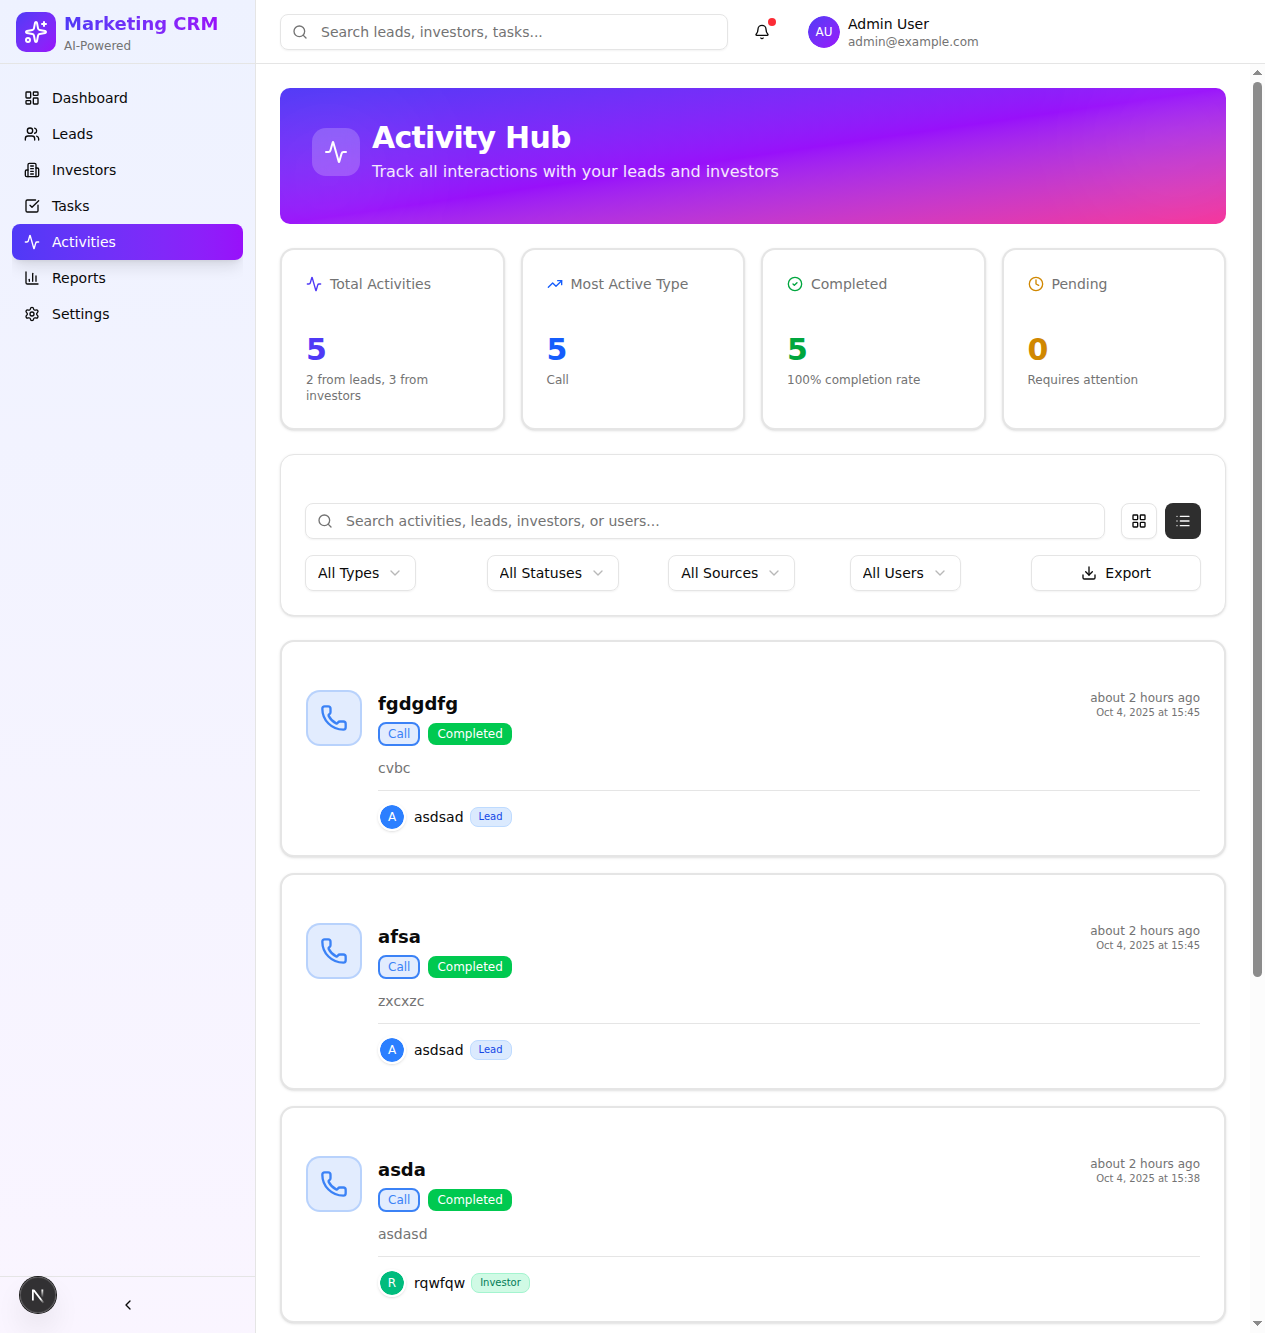 Marketing CRM
AI-Powered
Dashboard
Leads
Investors
Tasks
Activities
Reports
Settings
N
Search leads, investors, tasks...
AU
Admin User
admin@example.com
Activity Hub
Track all interactions with your leads and investors
Total Activities
5
2 from leads, 3 from
investors
Most Active Type
5
Call
Completed
5
100% completion rate
Pending
0
Requires attention
Search activities, leads, investors, or users...
All Types
All Statuses
All Sources
All Users
Export
fgdgdfg
about 2 hours ago
Oct 4, 2025 at 15:45
Call Completed
cvbc
A asdsad Lead
afsa
about 2 hours ago
Oct 4, 2025 at 15:45
Call Completed
zxcxzc
A asdsad Lead
asda
about 2 hours ago
Oct 4, 2025 at 15:38
Call Completed
asdasd
R rqwfqw Investor